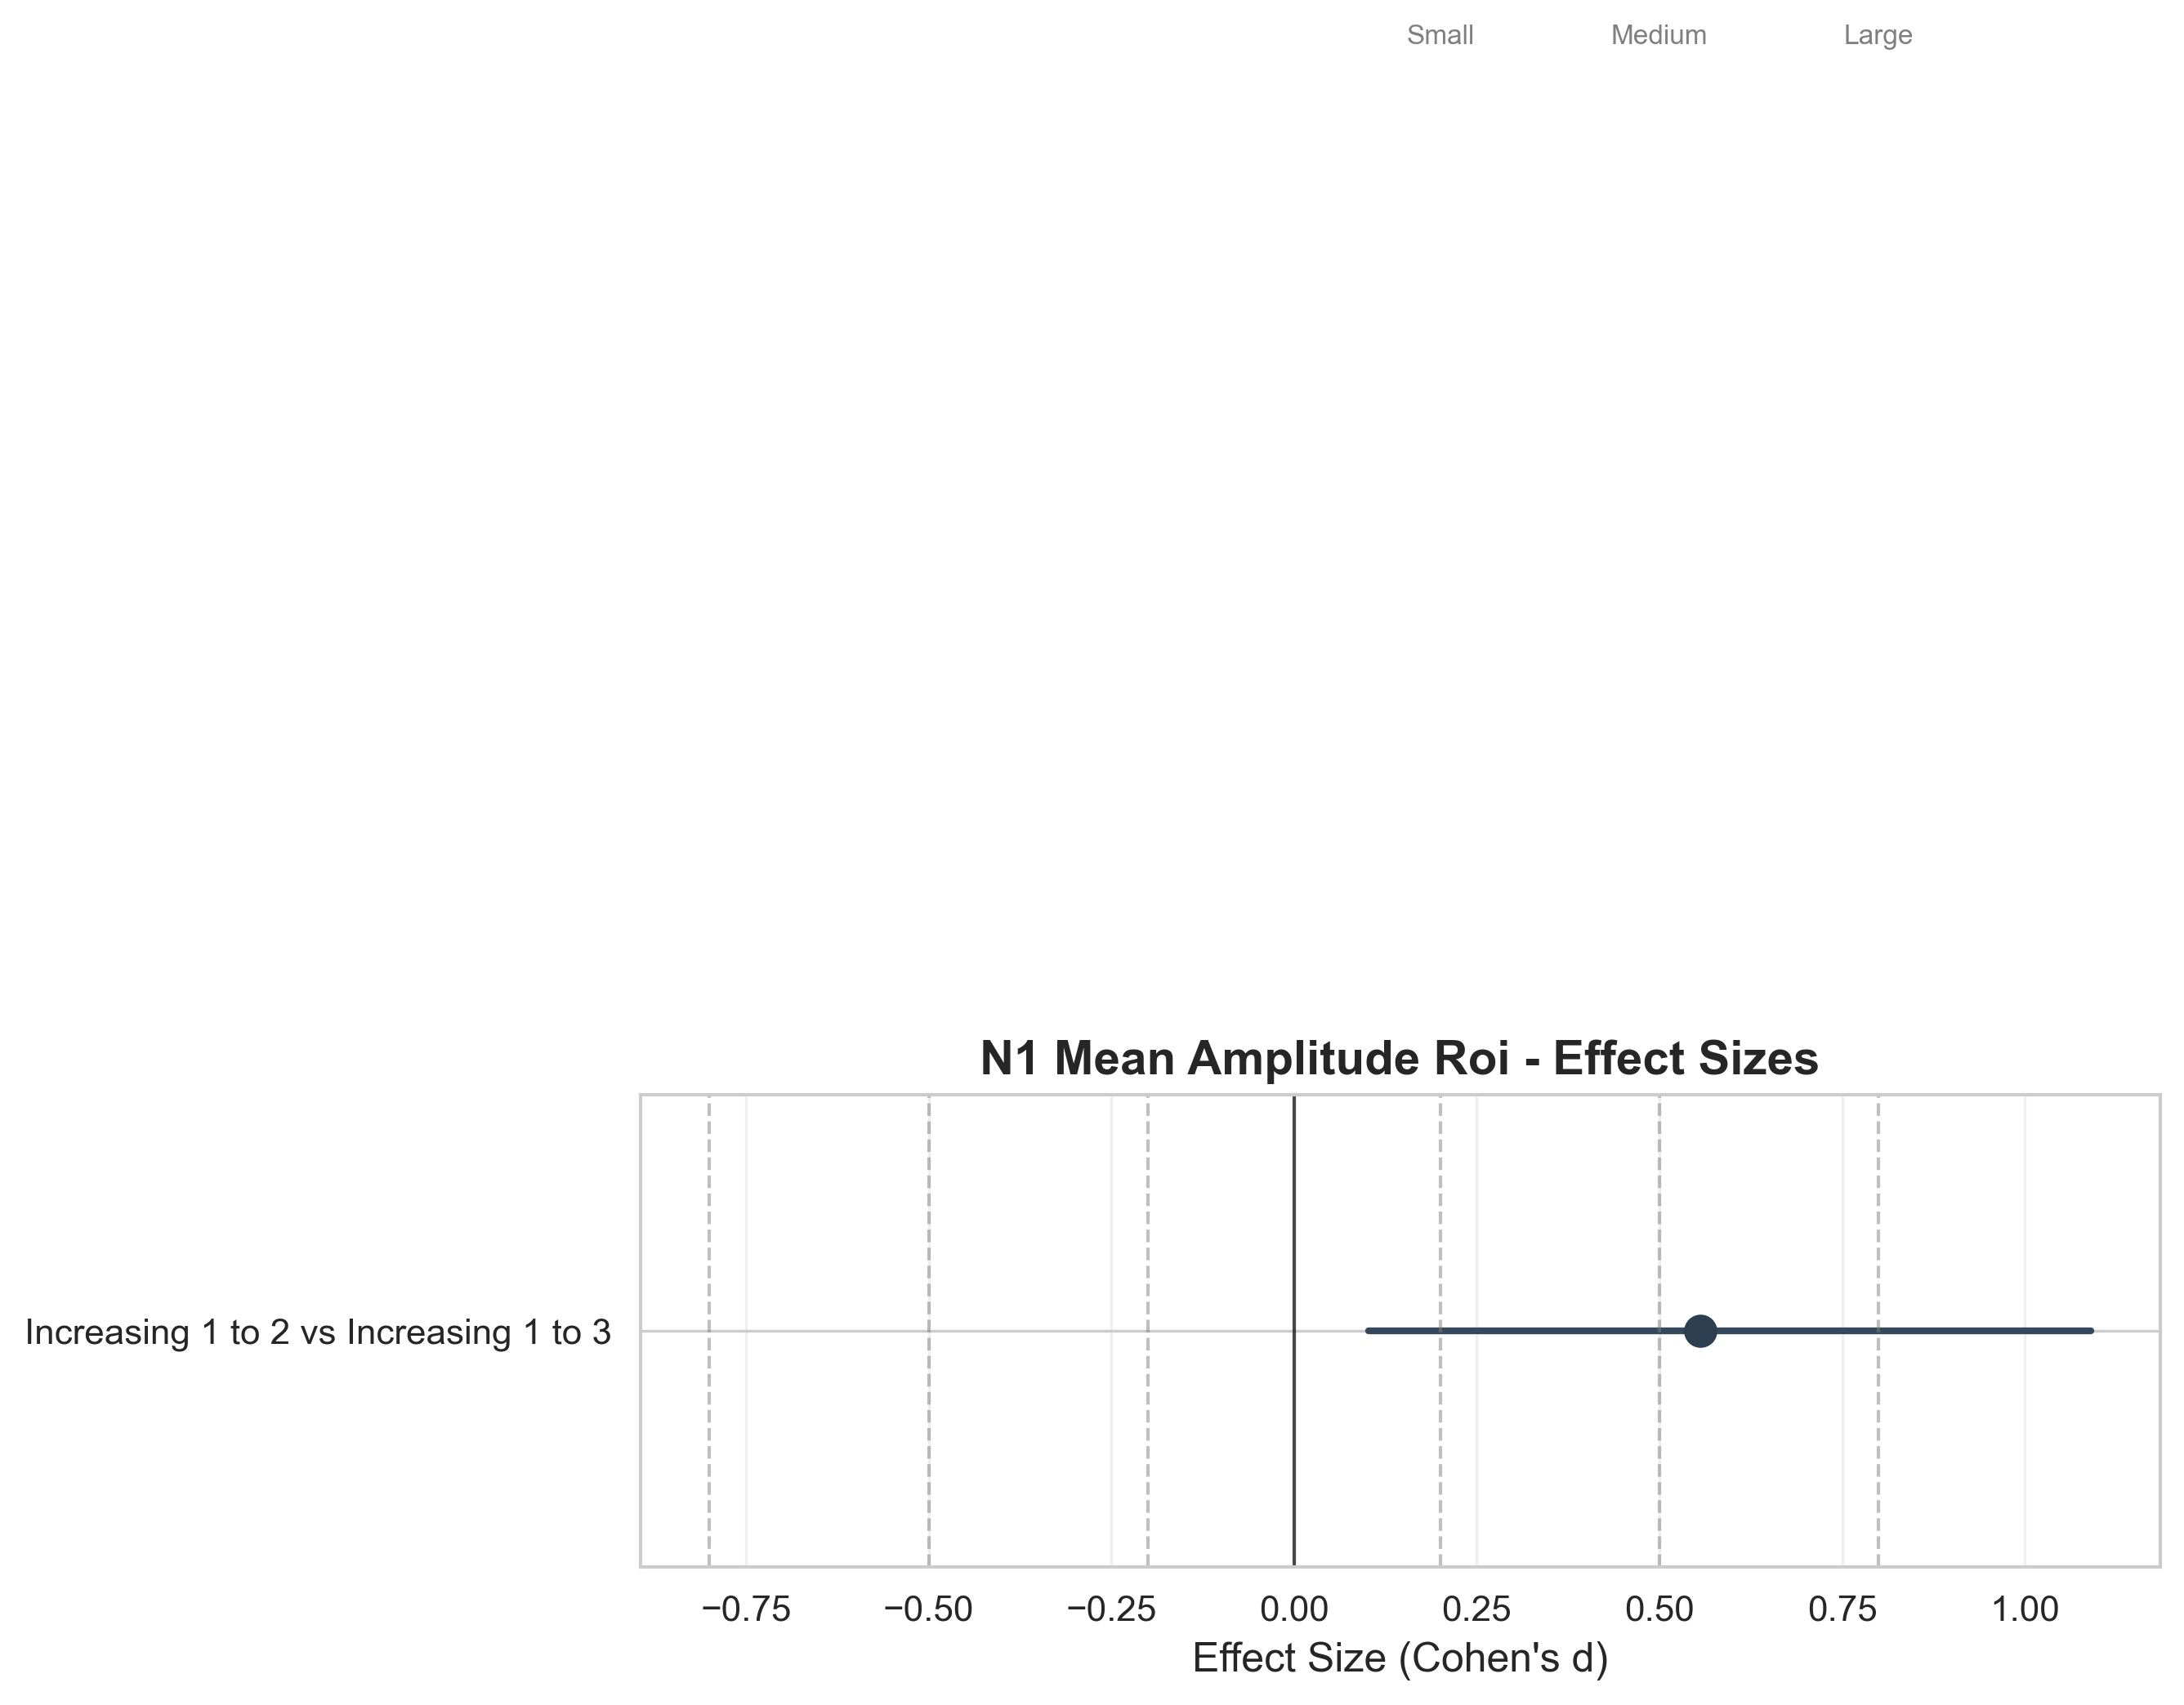 Small Medium Large
N1 Mean Amplitude Roi - Effect Sizes
Increasing 1 to 2 vs Increasing 1 to 3
−0.75 −0.50 −0.25 0.00 0.25 0.50 0.75 1.00
Effect Size (Cohen's d)